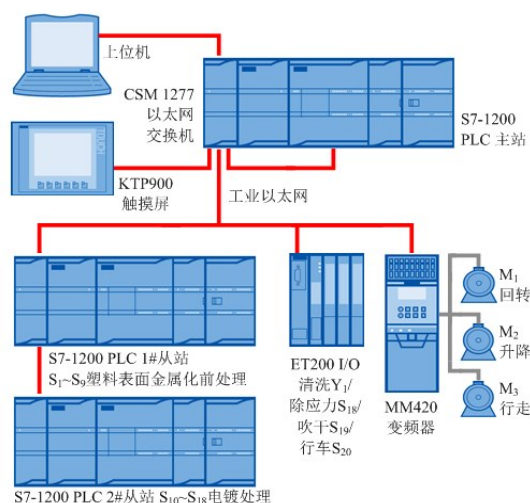 上位机
CSM 1277
以太网
交换机
S7-1200
PLC 主站
KTP900
触摸屏
工业以太网
M₁
回转
M₂
升降
M₃
行走
S7-1200 PLC 1#从站
S₁~S₉塑料表面金属化前处理
ET200 I/O
清洗Y₁/
除应力S₁₈/
吹干S₁₉/
行车S₂₀
MM420
变频器
S7-1200 PLC 2#从站 S₁₀~S₁₈电镀处理